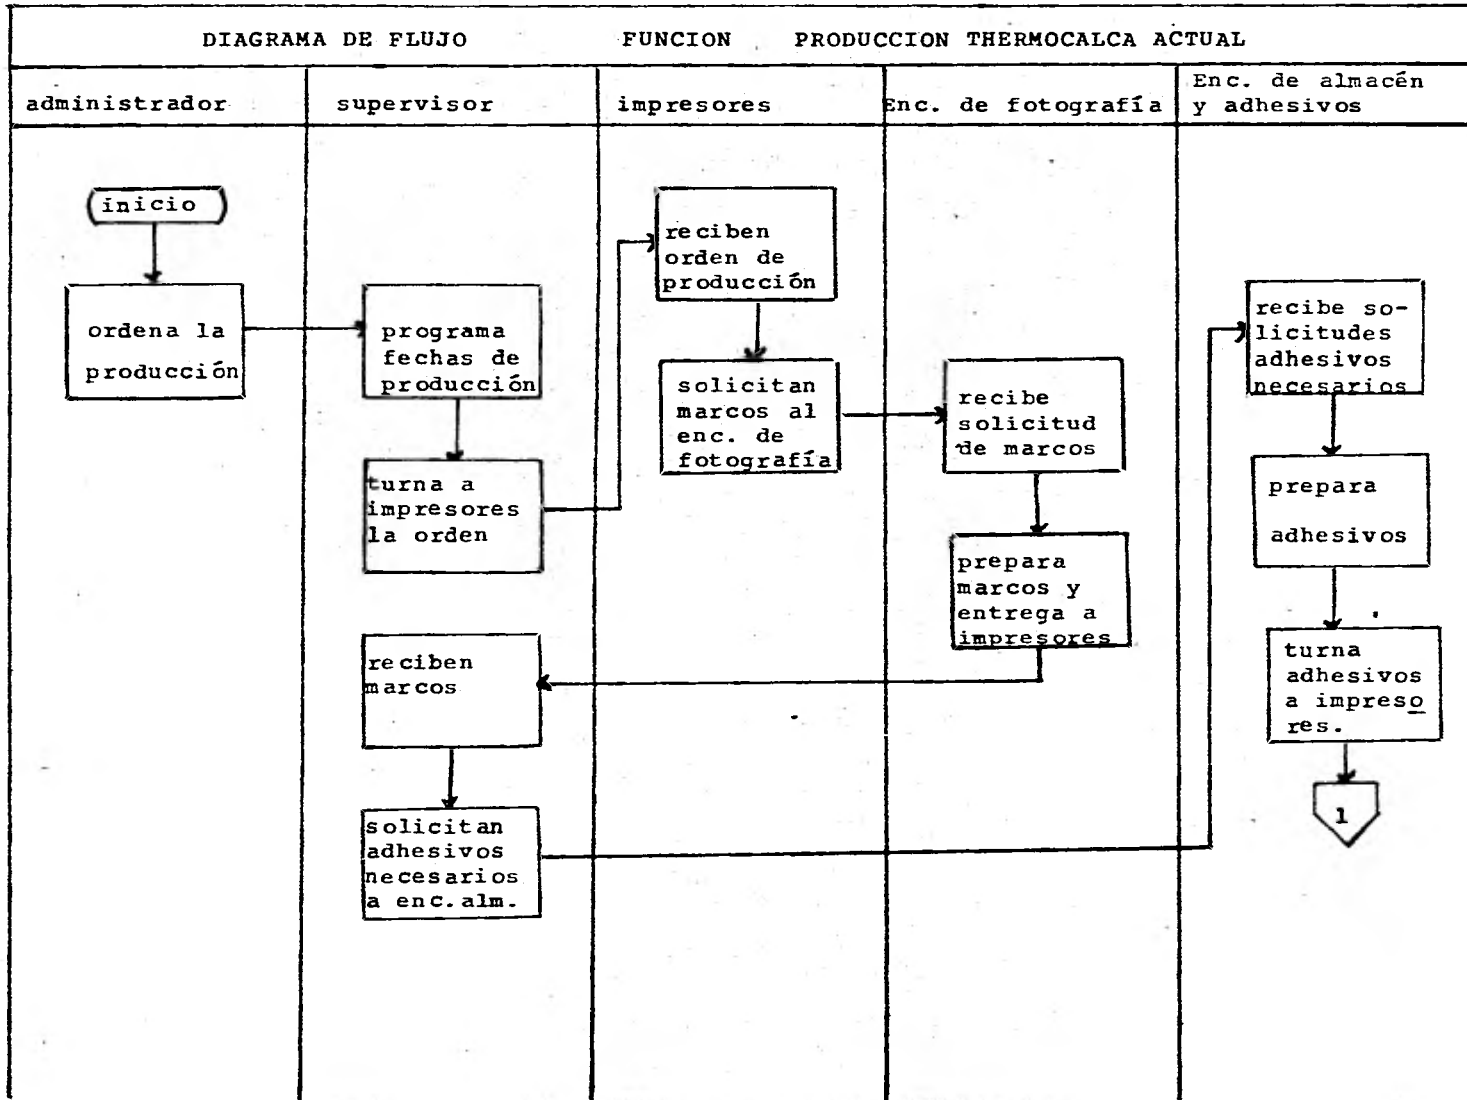 DIAGRAMA DE FLUJO FUNCION PRODUCCION THERMOCALCA ACTUAL
administrador supervisor impresores Enc. de fotografía
Enc. de almacén
y adhesivos
inicio
ordena la
producción
programa
fechas de
producción
turna a
impresores
la orden
reciben
orden de
producción
solicitan
marcos al
enc. de
fotografía
recibe
solicitud
de marcos
prepara
marcos y
entrega a
impresores
reciben
marcos
solicitan
adhesivos
necesarios
a enc.alm.
recibe so-
licitudes
adhesivos
necesarios
prepara
adhesivos
turna
adhesivos
a impreso
res.
1